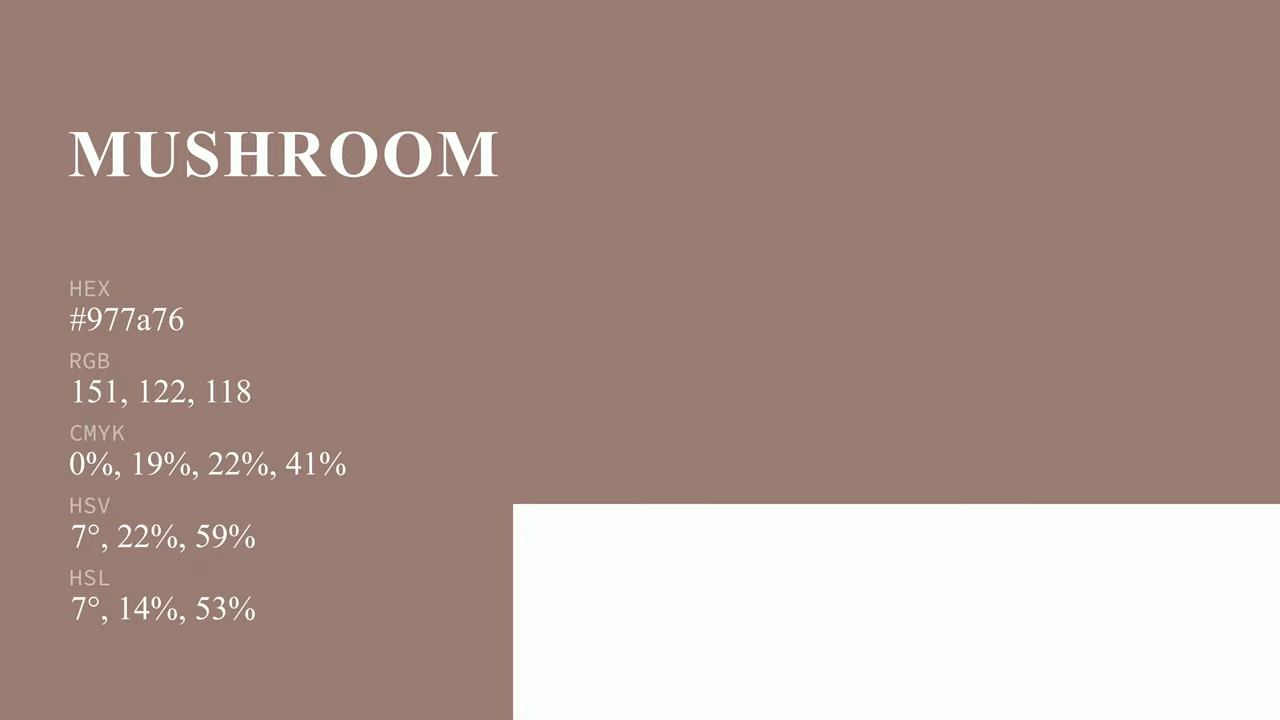 MUSHROOM
HEX
#977a76
RGB
151, 122, 118
CMYK
0%, 19%, 22%, 41%
HSV
7°, 22%, 59%
HSL
7°, 14%, 53%